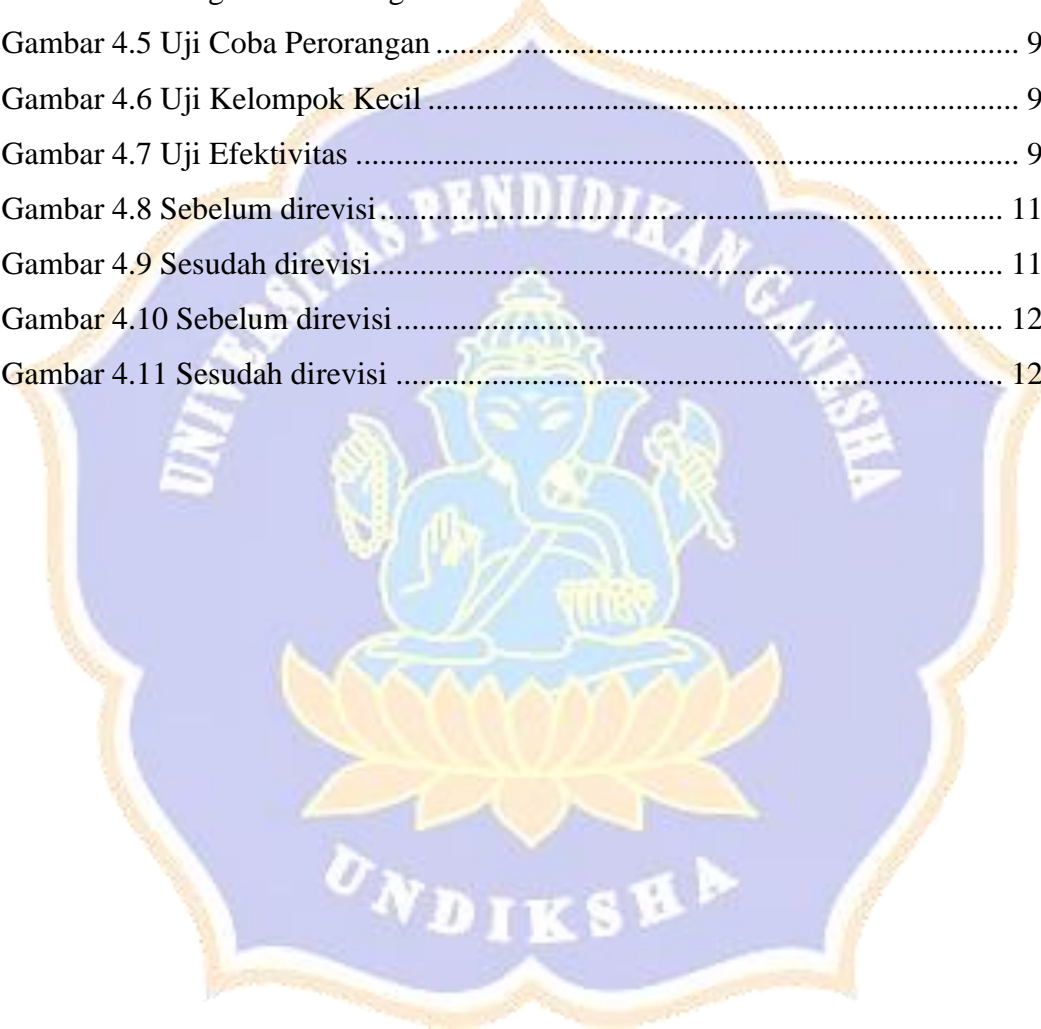 Gambar 4.5 Uji Coba Perorangan ........................................................................ 9
Gambar 4.6 Uji Kelompok Kecil ......................................................................... 9
Gambar 4.7 Uji Efektivitas .................................................................................. 9
Gambar 4.8 Sebelum direvisi............................................................................. 11
Gambar 4.9 Sesudah direvisi.............................................................................. 11
Gambar 4.10 Sebelum direvisi........................................................................... 12
Gambar 4.11 Sesudah direvisi ........................................................................... 12
UNIVERSITAS PENDIDIKAN GANESHA
UNDIKSHA